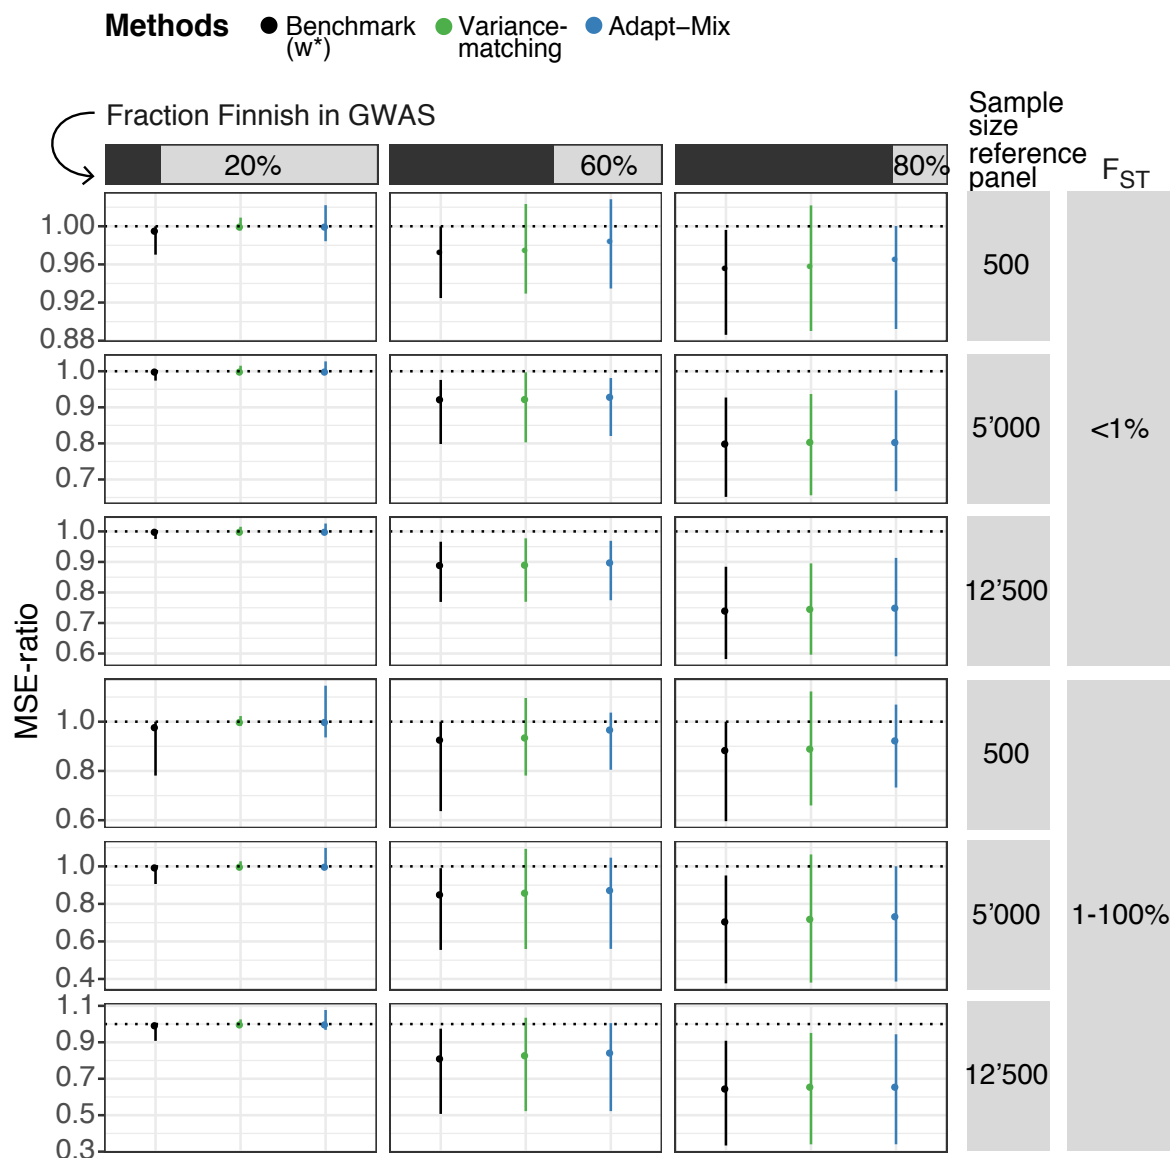 Methods
Benchmark
(w*)
Variance-
matching
Adapt−Mix
Fraction Finnish in GWAS
Sample
size
reference
panel
F_ST
20%
60%
80%
1.00
0.96
0.92
0.88
500
1.0
0.9
0.8
0.7
5’000
<1%
1.0
0.9
0.8
0.7
0.6
12’500
MSE-ratio
1.0
0.8
0.6
500
1.0
0.8
0.6
0.4
5’000
1-100%
1.1
0.9
0.7
0.5
0.3
12’500